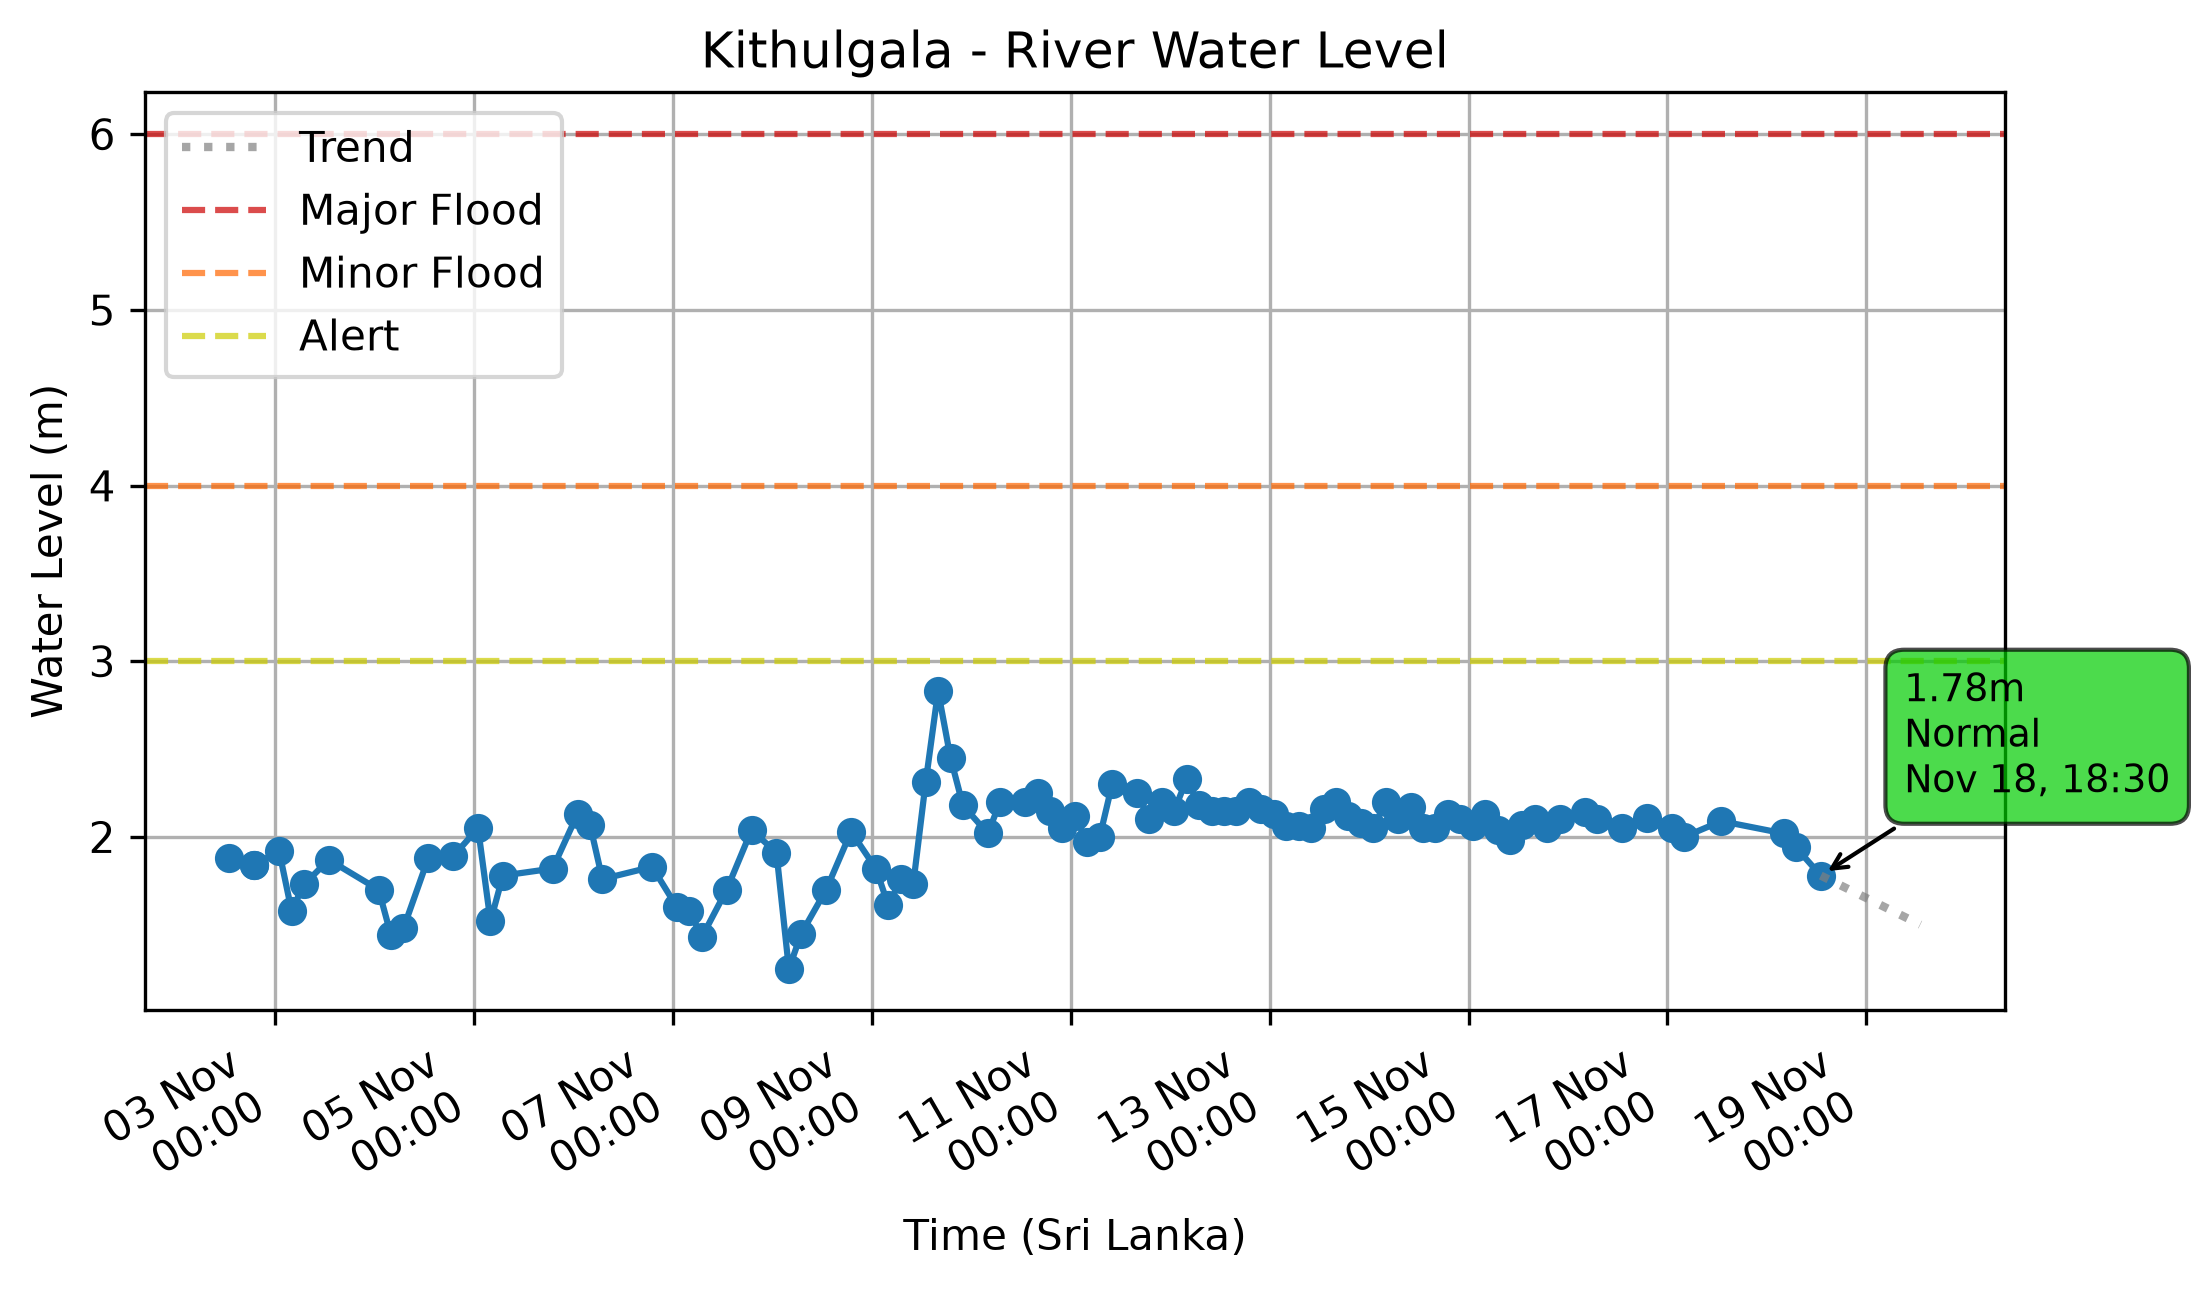 Kithulgala - River Water Level
Trend
Major Flood
Minor Flood
Alert
Water Level (m)
6
5
4
3
2
1.78m
Normal
Nov 18, 18:30
03 Nov
00:00
05 Nov
00:00
07 Nov
00:00
09 Nov
00:00
11 Nov
00:00
13 Nov
00:00
15 Nov
00:00
17 Nov
00:00
19 Nov
00:00
Time (Sri Lanka)